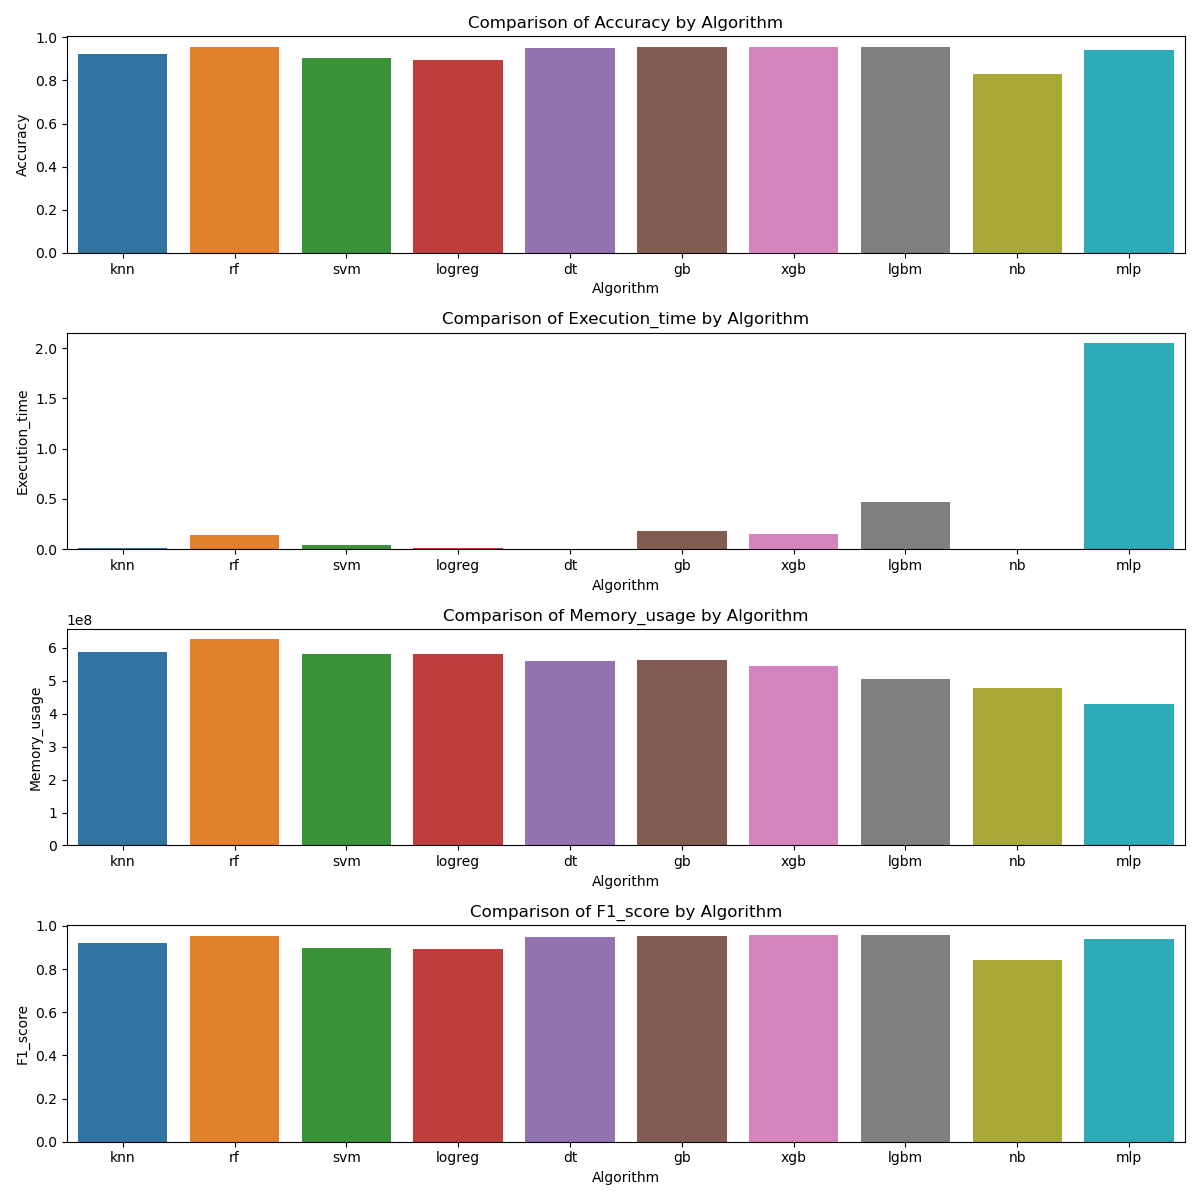 Comparison of Accuracy by Algorithm
1.0
0.8
0.6
0.4
0.2
0.0
Accuracy
knn rf svm logreg dt gb xgb lgbm nb mlp
Algorithm
Comparison of Execution_time by Algorithm
2.0
1.5
1.0
0.5
0.0
Execution_time
knn rf svm logreg dt gb xgb lgbm nb mlp
Algorithm
Comparison of Memory_usage by Algorithm
1e8
6
5
4
3
2
1
0
Memory_usage
knn rf svm logreg dt gb xgb lgbm nb mlp
Algorithm
Comparison of F1_score by Algorithm
1.0
0.8
0.6
0.4
0.2
0.0
F1_score
knn rf svm logreg dt gb xgb lgbm nb mlp
Algorithm